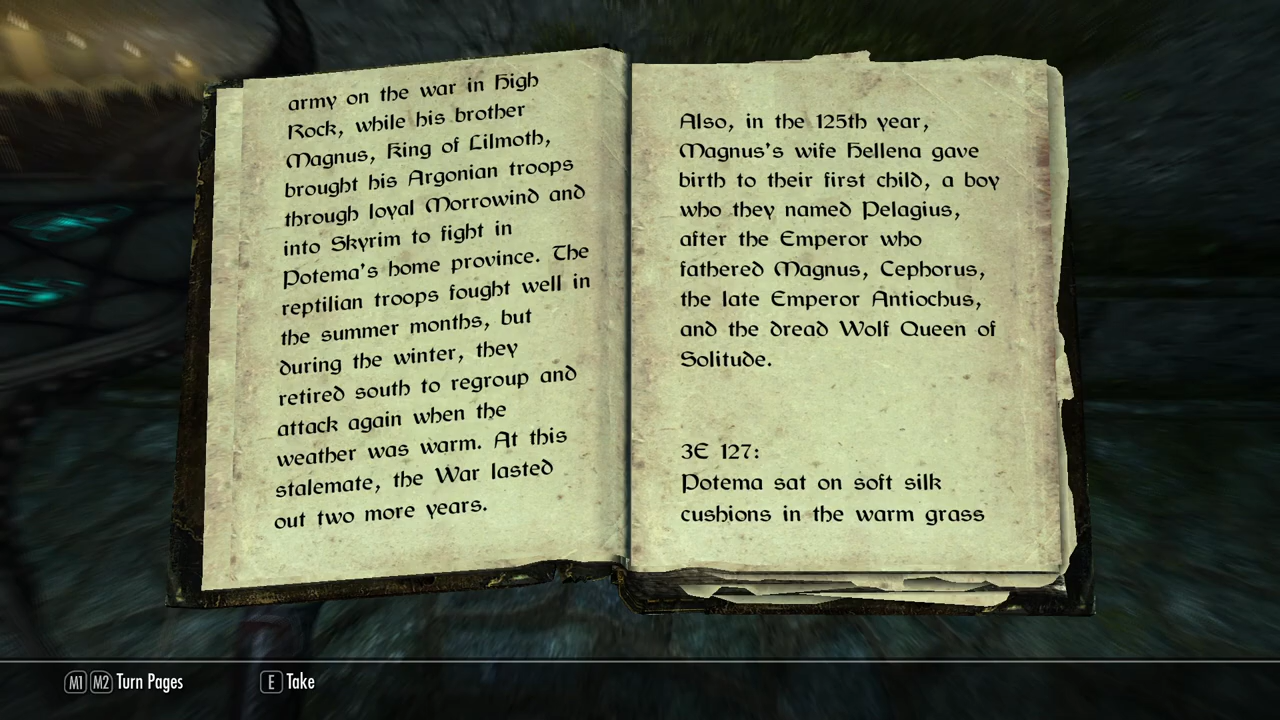 army on the war in High
Rock, while his brother
Magnus, King of Lilmoth,
brought his Argonian troops
through loyal Morrowind and
into Skyrim to fight in
Potema's home province. The
reptilian troops fought well in
the summer months, but
during the winter, they
retired south to regroup and
attack again when the
weather was warm. At this
stalemate, the War lasted
out two more years.
Also, in the 125th year,
Magnus's wife Hellena gave
birth to their first child, a boy
who they named Pelagius,
after the Emperor who
fathered Magnus, Cephorus,
the late Emperor Antiochus,
and the dread Wolf Queen of
Solitude.
3E 127:
Potema sat on soft silk
cushions in the warm grass
M1 M2 Turn Pages
E Take